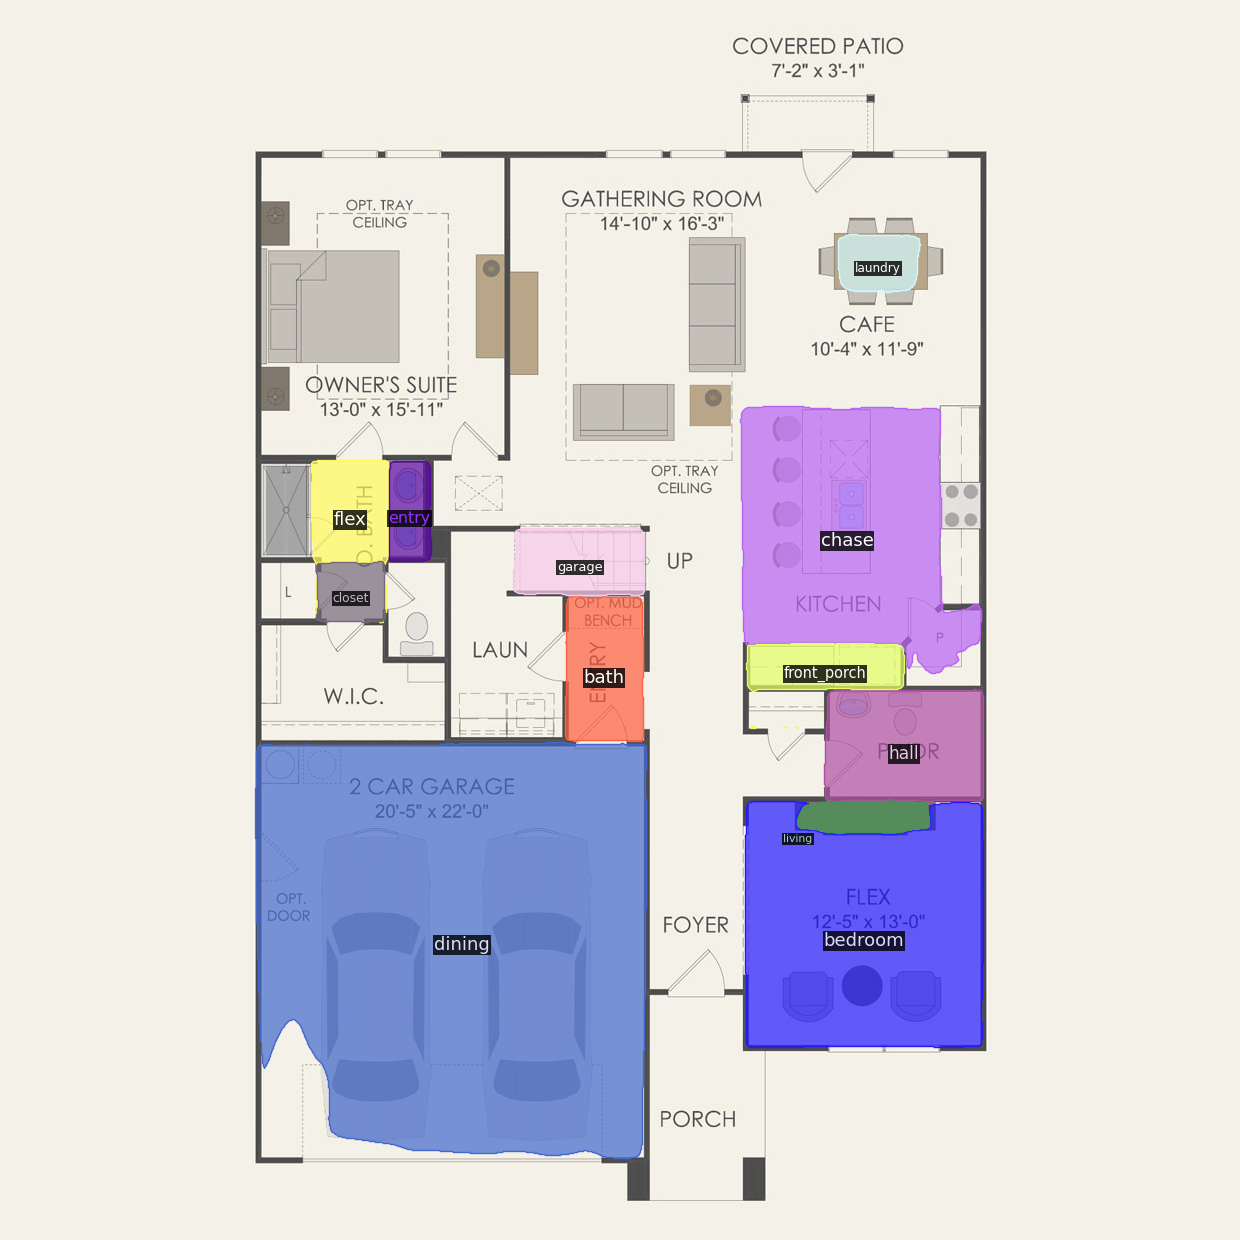 COVERED PATIO
7'-2" x 3'-1"
OPT. TRAY
CEILING
GATHERING ROOM
14'-10" x 16'-3"
laundry
CAFE
10'-4" x 11'-9"
OWNER'S SUITE
13'-0" x 15'-11"
OPT. TRAY
CEILING
flex
O. BATH
entry
chase
garage
UP
L
closet
KITCHEN
OPT. MUD
BENCH
P
LAUN
ENTRY
bath
front_porch
W.I.C.
hall
2 CAR GARAGE
20'-5" x 22'-0"
living
OPT.
DOOR
FLEX
12'-5" x 13'-0"
FOYER
bedroom
dining
PORCH